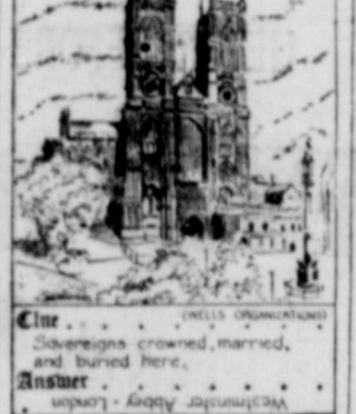 Clue (WELLS ORGANIZATIONS)
Sovereigns crowned, married,
and buried here.
Answer
Westminster Abbey - London